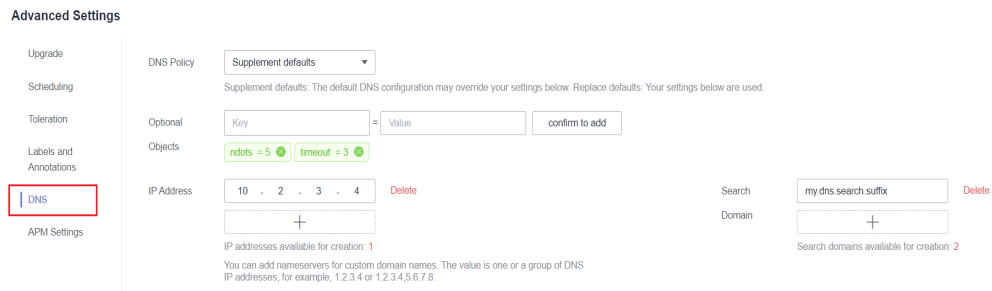 Advanced Settings
Upgrade
Scheduling
Toleration
Labels and
Annotations
DNS
APM Settings
DNS Policy
Supplement defaults
Supplement defaults: The default DNS configuration may override your settings below. Replace defaults: Your settings below are used.
Optional
Objects
Key = Value confirm to add
ndots = 5 timeout = 3
IP Address
10 . 2 . 3 . 4 Delete
IP addresses available for creation: 1
You can add nameservers for custom domain names. The value is one or a group of DNS
IP addresses, for example, 1.2.3.4 or 1.2.3.4,5.6.7.8.
Search
Domain
my.dns.search.suffix Delete
Search domains available for creation: 2